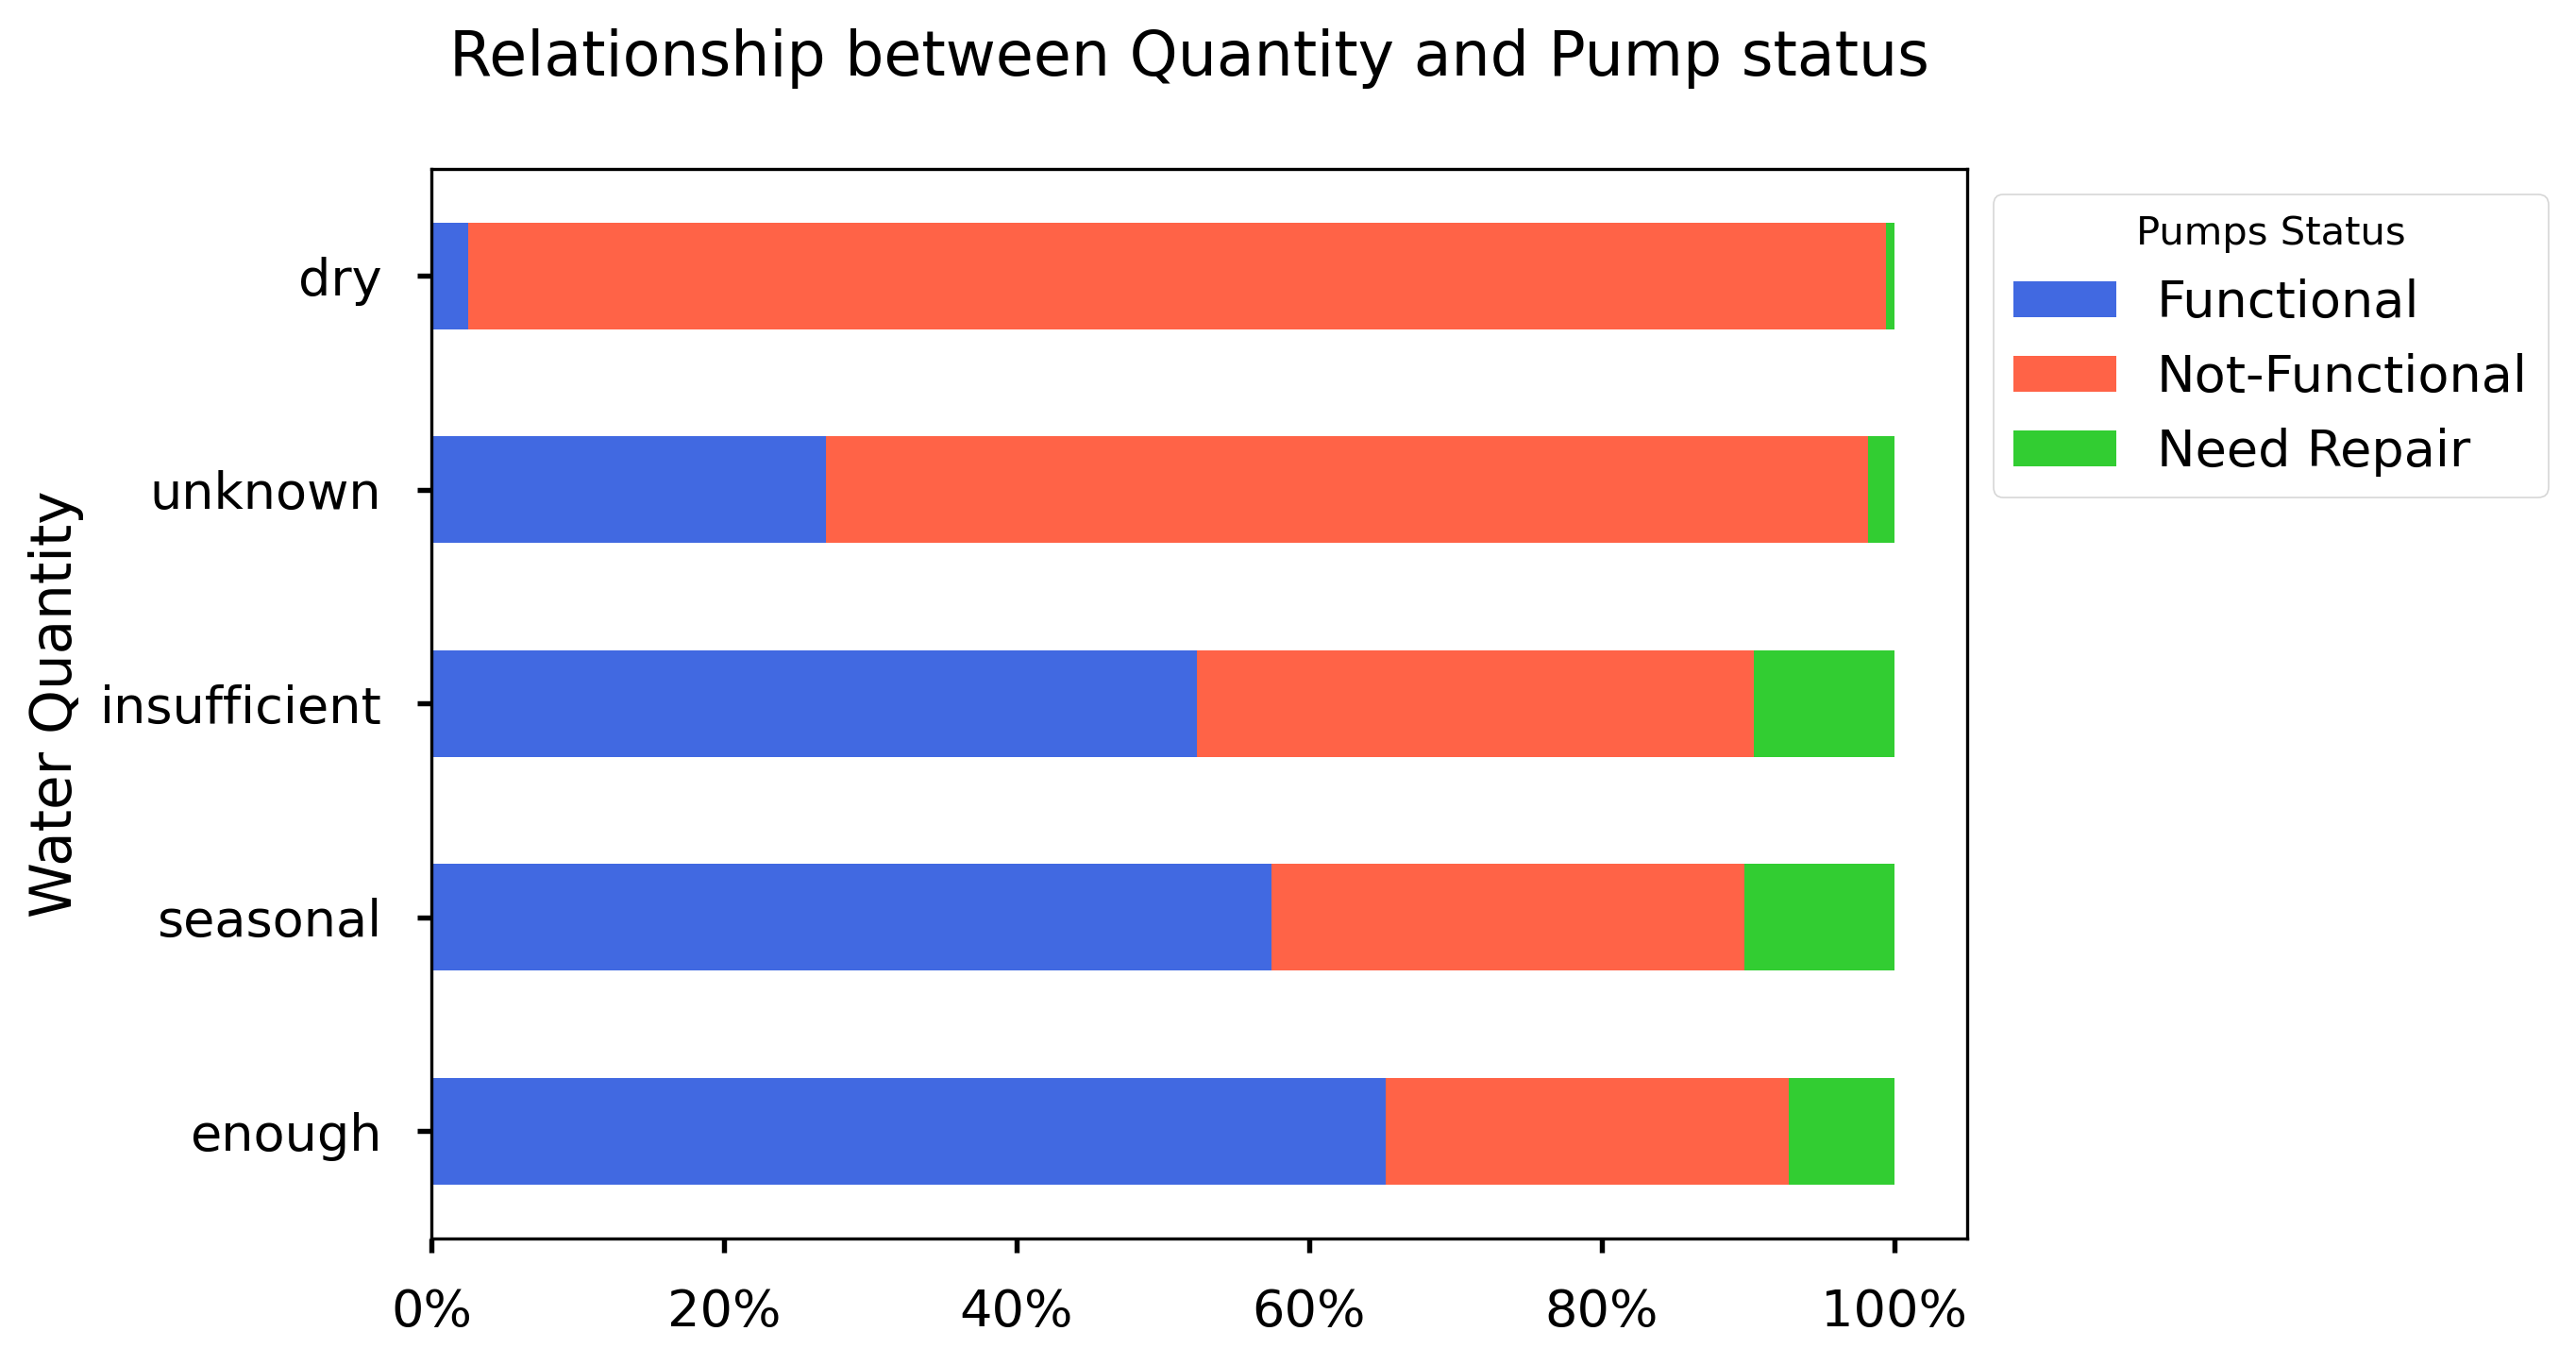 Relationship between Quantity and Pump status
Water Quantity
dry
unknown
insufficient
seasonal
enough
0% 20% 40% 60% 80% 100%
Pumps Status
Functional
Not-Functional
Need Repair